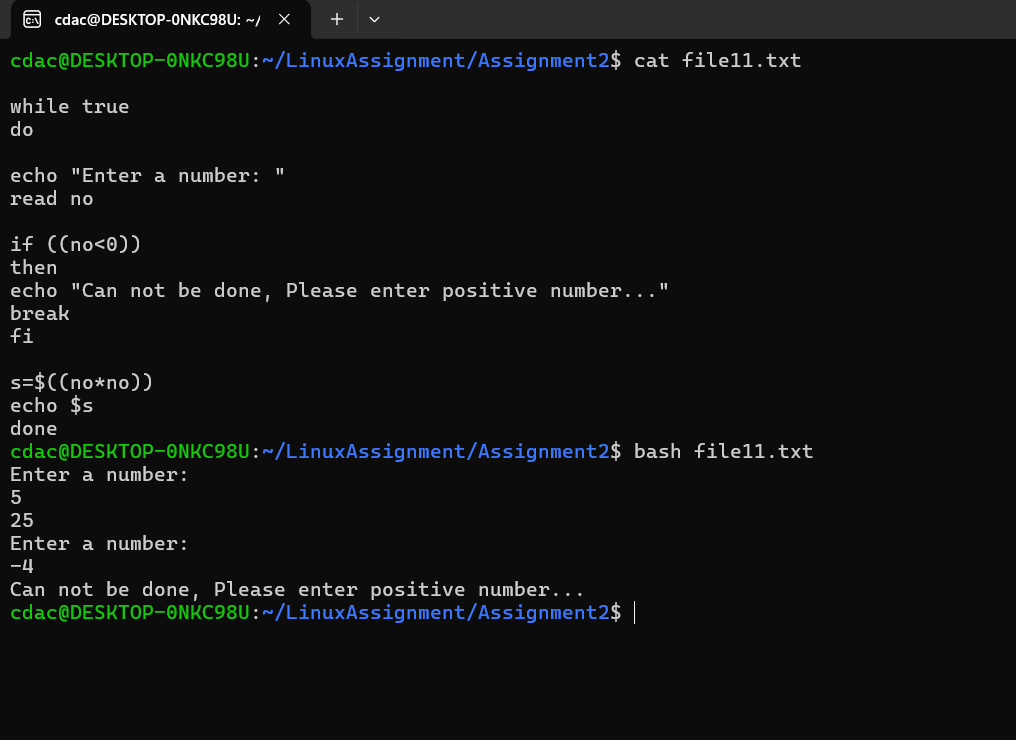 cdac@DESKTOP-0NKC98U: ~/
cdac@DESKTOP-0NKC98U:~/LinuxAssignment/Assignment2$ cat file11.txt
while true
do
echo "Enter a number: "
read no
if ((no<0))
then
echo "Can not be done, Please enter positive number..."
break
fi
s=$((no*no))
echo $s
done
cdac@DESKTOP-0NKC98U:~/LinuxAssignment/Assignment2$ bash file11.txt
Enter a number:
5
25
Enter a number:
-4
Can not be done, Please enter positive number...
cdac@DESKTOP-0NKC98U:~/LinuxAssignment/Assignment2$